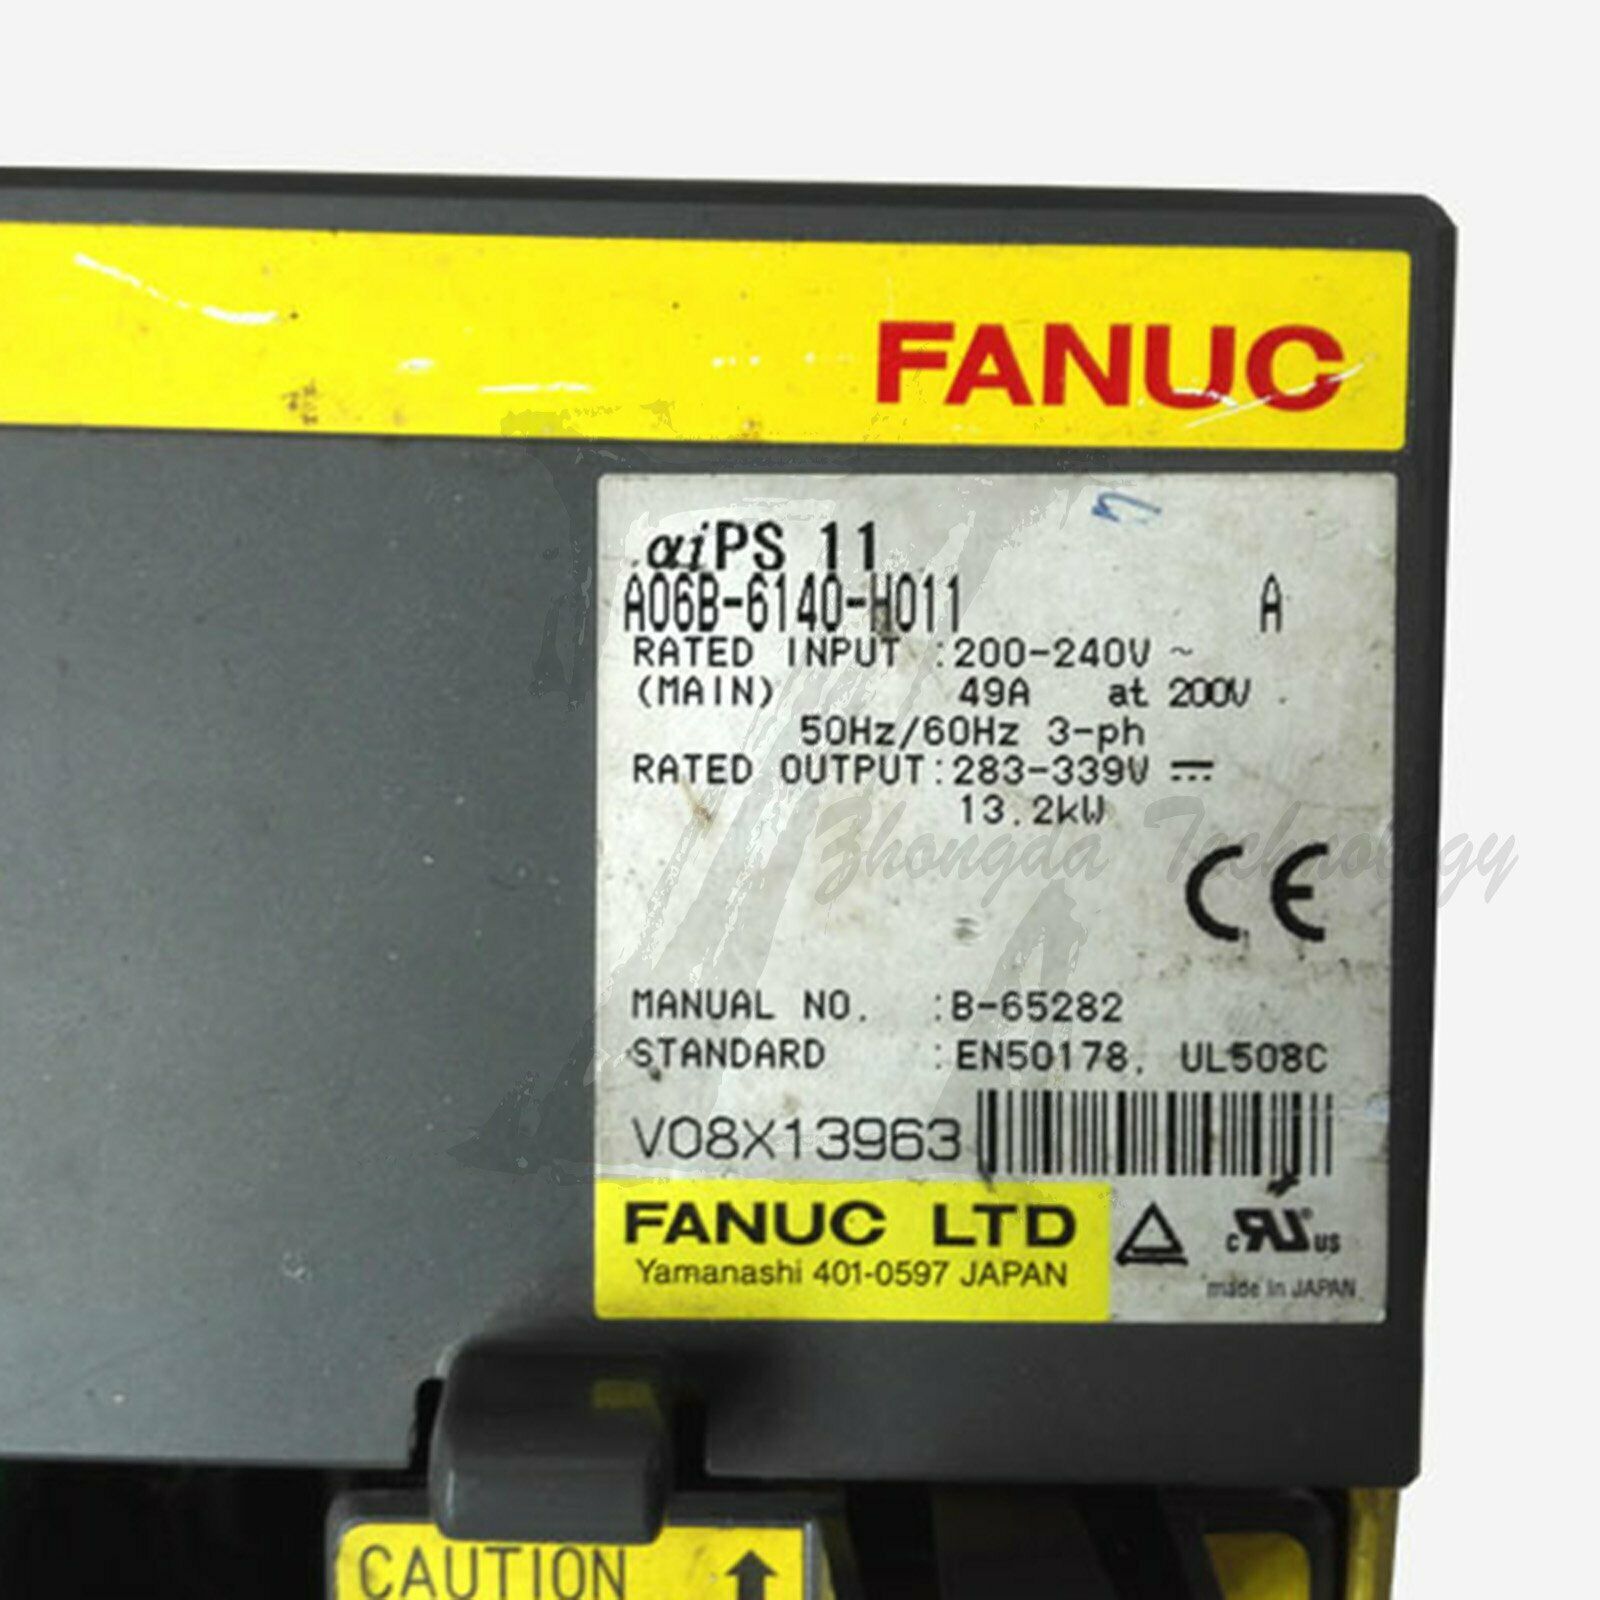 FANUC
αiPS 11
A06B-6140-H011 A
RATED INPUT :200-240V ~
(MAIN) 49A at 200V
50Hz/60Hz 3-ph
RATED OUTPUT:283-339V ⎓
13.2kW
Zhongda Technology
CE
MANUAL NO. :B-65282
STANDARD :EN50178, UL508C
V08X13963
FANUC LTD
Yamanashi 401-0597 JAPAN
c RU® US
made in JAPAN
CAUTION